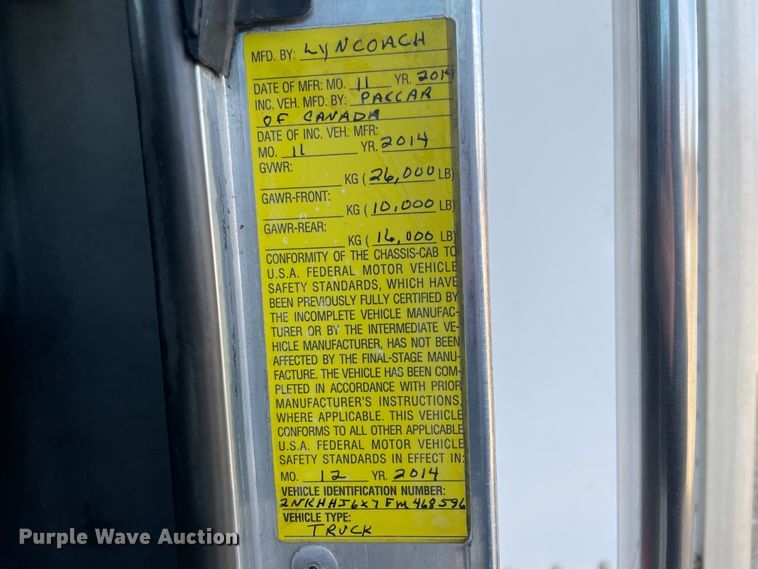 MFD. BY: LYNCOACH
DATE OF MFR: MO. 11 YR. 2014
INC. VEH. MFD. BY: PACCAR
OF CANADA
DATE OF INC. VEH. MFR:
MO. 11 YR. 2014
GVWR:
KG (26,000 LB)
GAWR-FRONT:
KG (10,000 LB)
GAWR-REAR:
KG (16,000 LB)
CONFORMITY OF THE CHASSIS-CAB TO
U.S.A. FEDERAL MOTOR VEHICLE
SAFETY STANDARDS, WHICH HAVE
BEEN PREVIOUSLY FULLY CERTIFIED BY
THE INCOMPLETE VEHICLE MANUFAC-
TURER OR BY THE INTERMEDIATE VE-
HICLE MANUFACTURER, HAS NOT BEEN
AFFECTED BY THE FINAL-STAGE MANU-
FACTURE. THE VEHICLE HAS BEEN COM-
PLETED IN ACCORDANCE WITH PRIOR
MANUFACTURER'S INSTRUCTIONS,
WHERE APPLICABLE. THIS VEHICLE
CONFORMS TO ALL OTHER APPLICABLE
U.S.A. FEDERAL MOTOR VEHICLE
SAFETY STANDARDS IN EFFECT IN:
MO. 12 YR. 2014
VEHICLE IDENTIFICATION NUMBER:
2NKHHJ6X7FM468596
VEHICLE TYPE:
TRUCK
Purple Wave Auction